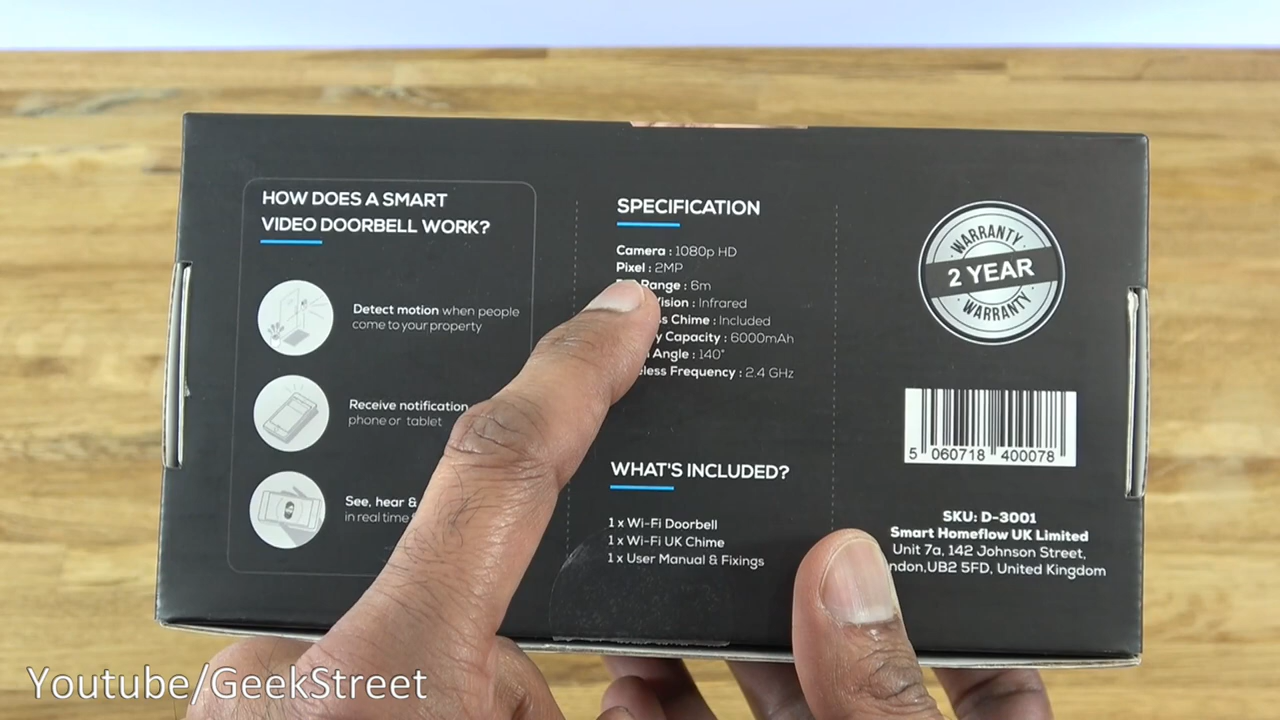 HOW DOES A SMART
VIDEO DOORBELL WORK?
Detect motion when people
come to your property
Receive notification
phone or tablet
See, hear &
in real time
SPECIFICATION
Camera : 1080p HD
Pixel : 2MP
Range : 6m
: Infrared
Chime : Included
Capacity : 6000mAh
Angle : 140°
Frequency : 2.4 GHz
WHAT'S INCLUDED?
1 x Wi-Fi Doorbell
1 x Wi-Fi UK Chime
1 x User Manual & Fixings
WARRANTY
2 YEAR
WARRANTY
5 060718 400078
SKU: D-3001
Smart Homeflow UK Limited
Unit 7a, 142 Johnson Street,
UB2 5FD, United Kingdom
Youtube/GeekStreet